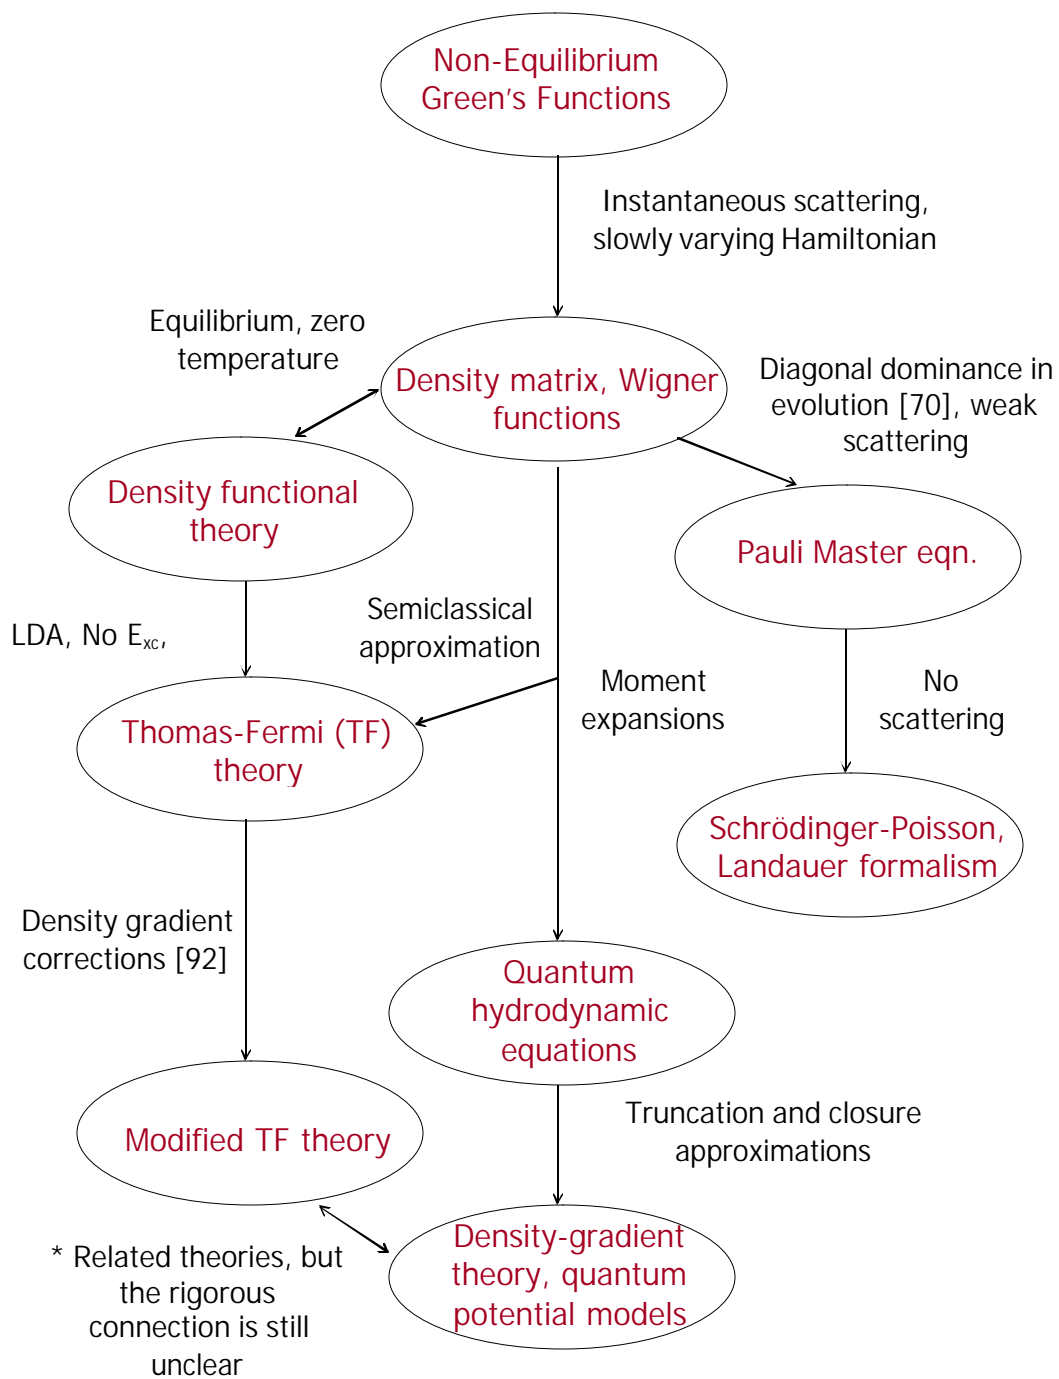 Non-Equilibrium
Green's Functions
Instantaneous scattering,
slowly varying Hamiltonian
Equilibrium, zero
temperature
Density matrix, Wigner
functions
Diagonal dominance in
evolution [70], weak
scattering
Density functional
theory
Pauli Master eqn.
LDA, No Exc,
Semiclassical
approximation
Moment
expansions
No
scattering
Thomas-Fermi (TF)
theory
Schrödinger-Poisson,
Landauer formalism
Density gradient
corrections [92]
Quantum
hydrodynamic
equations
Modified TF theory
Truncation and closure
approximations
* Related theories, but
the rigorous
connection is still
unclear
Density-gradient
theory, quantum
potential models